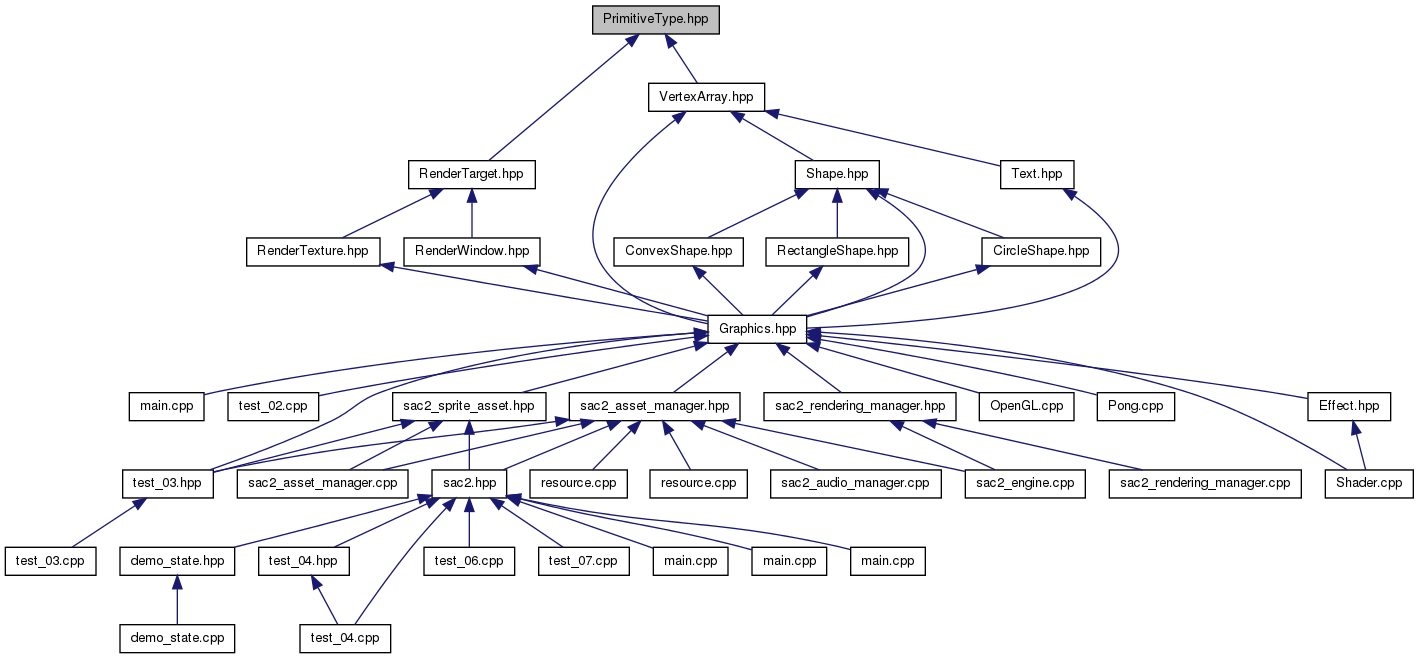 PrimitiveType.hpp
VertexArray.hpp
RenderTarget.hpp
Shape.hpp
Text.hpp
RenderTexture.hpp
RenderWindow.hpp
ConvexShape.hpp
RectangleShape.hpp
CircleShape.hpp
Graphics.hpp
main.cpp
test_02.cpp
sac2_sprite_asset.hpp
sac2_asset_manager.hpp
sac2_rendering_manager.hpp
OpenGL.cpp
Pong.cpp
Effect.hpp
test_03.hpp
sac2_asset_manager.cpp
sac2.hpp
resource.cpp
resource.cpp
sac2_audio_manager.cpp
sac2_engine.cpp
sac2_rendering_manager.cpp
Shader.cpp
test_03.cpp
demo_state.hpp
test_04.hpp
test_06.cpp
test_07.cpp
main.cpp
main.cpp
main.cpp
demo_state.cpp
test_04.cpp